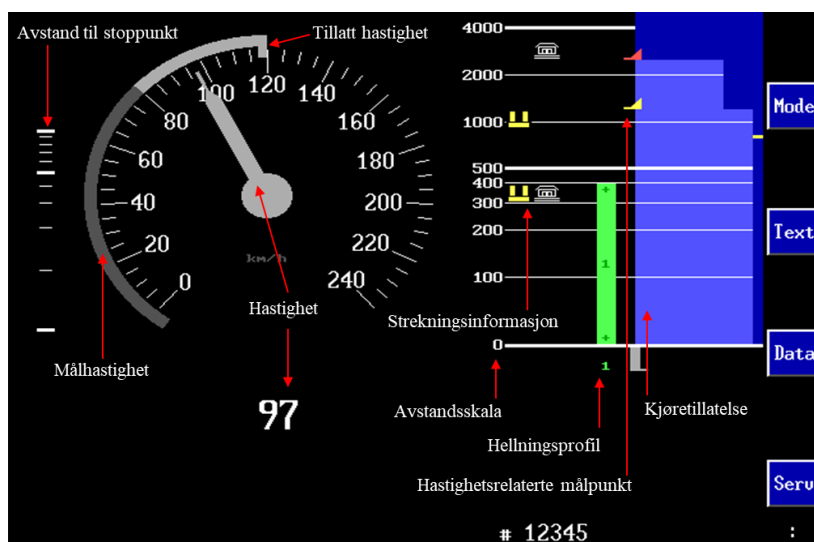 Avstand til stoppunkt
Tillatt hastighet
0
20
40
60
80
100
120
140
160
180
200
220
240
km/h
Hastighet
97
Målhastighet
4000
2000
1000
500
400
300
200
100
0
+
1
+
1
Strekningsinformasjon
Avstandsskala
Hellningsprofil
Kjøretillatelse
Hastighetsrelaterte målpunkt
Mode
Text
Data
Serv
# 12345 :